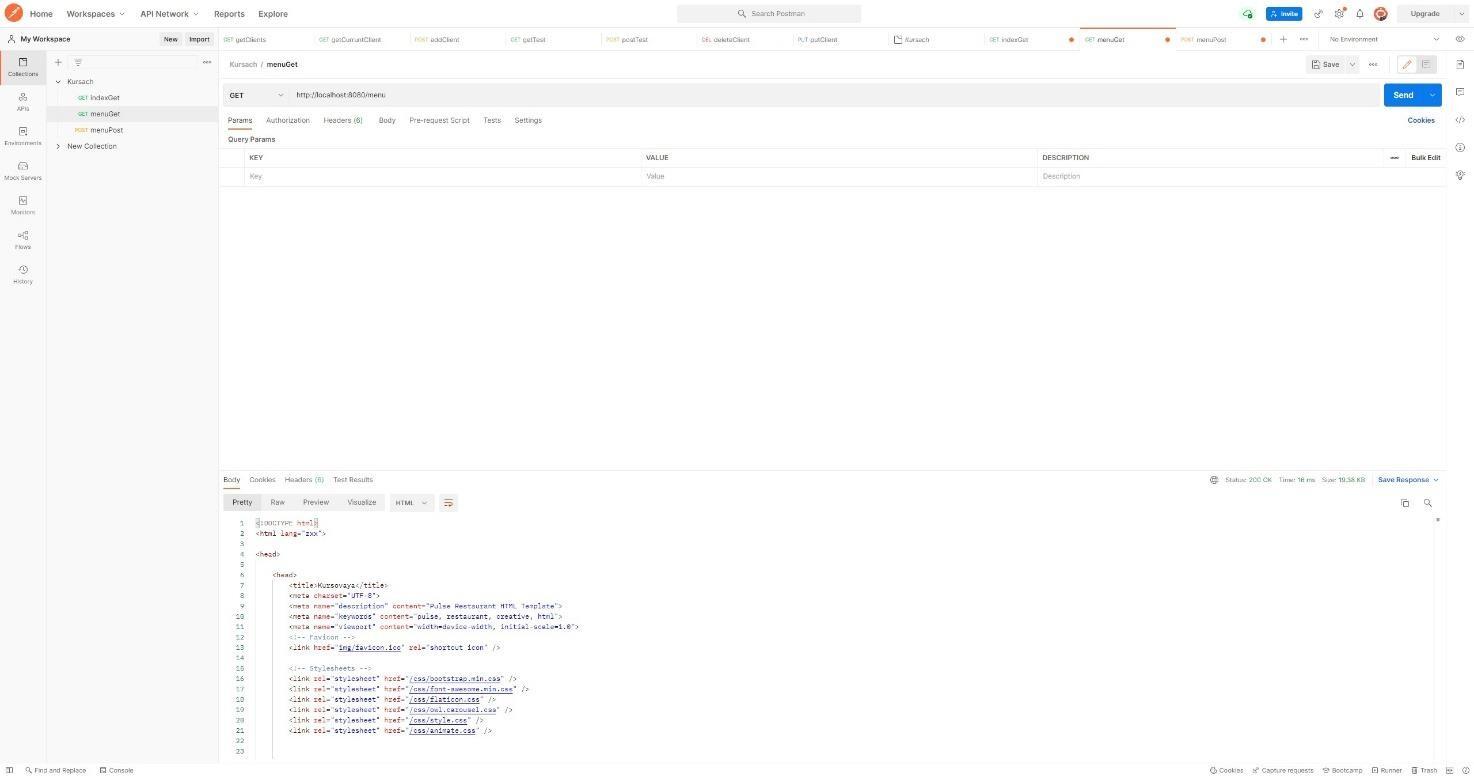 Home Workspaces API Network Reports Explore Search Postman Invite Upgrade
My Workspace New Import GET getClients GET getCurruntClient POST addClient GET getTest POST postTest DEL deleteClient PUT putClient Kursach GET indexGet GET menuGet POST menuPost No Environment
Collections
APIs
Environments
Mock Servers
Monitors
Flows
History
Kursach
GET indexGet
GET menuGet
POST menuPost
New Collection
Kursach / menuGet Save
GET http://localhost:8080/menu Send
Params Authorization Headers (6) Body Pre-request Script Tests Settings Cookies
Query Params
KEY VALUE DESCRIPTION Bulk Edit
Key Value Description
Body Cookies Headers (6) Test Results Status: 200 OK Time: 16 ms Size: 19.38 KB Save Response
Pretty Raw Preview Visualize HTML
1 <!DOCTYPE html>
2 <html lang="zxx">
3
4 <head>
5
6 <head>
7 <title>Kursovaya</title>
8 <meta charset="UTF-8">
9 <meta name="description" content="Pulse Restaurant HTML Template">
10 <meta name="keywords" content="pulse, restaurant, creative, html">
11 <meta name="viewport" content="width=device-width, initial-scale=1.0">
12 <!-- Favicon -->
13 <link href="img/favicon.ico" rel="shortcut icon" />
14
15 <!-- Stylesheets -->
16 <link rel="stylesheet" href="/css/bootstrap.min.css" />
17 <link rel="stylesheet" href="/css/font-awesome.min.css" />
18 <link rel="stylesheet" href="/css/flaticon.css" />
19 <link rel="stylesheet" href="/css/owl.carousel.css" />
20 <link rel="stylesheet" href="/css/style.css" />
21 <link rel="stylesheet" href="/css/animate.css" />
22
23
Find and Replace Console Cookies Capture requests Bootcamp Runner Trash